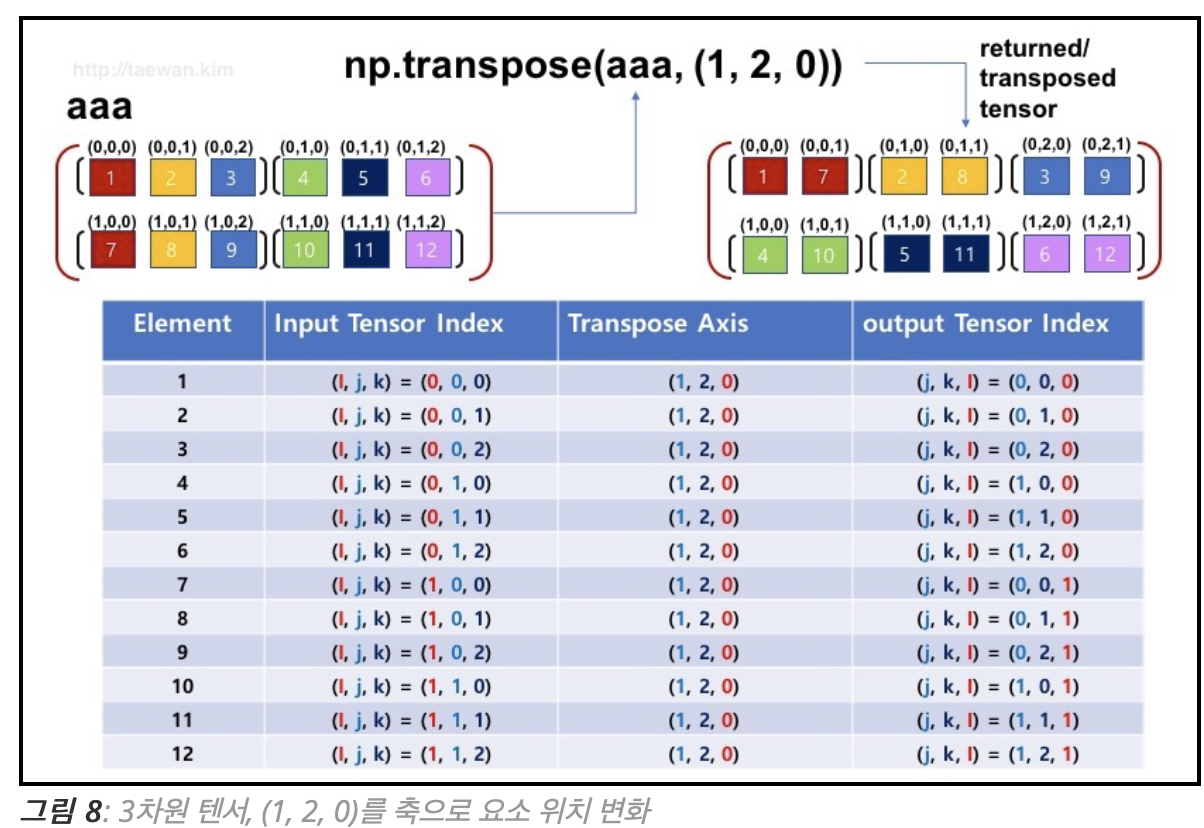 http://taewan.kim
np.transpose(aaa, (1, 2, 0))
returned/
transposed
tensor
aaa
(0,0,0) (0,0,1) (0,0,2) (0,1,0) (0,1,1) (0,1,2)
1 2 3 4 5 6
(1,0,0) (1,0,1) (1,0,2) (1,1,0) (1,1,1) (1,1,2)
7 8 9 10 11 12
(0,0,0) (0,0,1) (0,1,0) (0,1,1) (0,2,0) (0,2,1)
1 7 2 8 3 9
(1,0,0) (1,0,1) (1,1,0) (1,1,1) (1,2,0) (1,2,1)
4 10 5 11 6 12
Element Input Tensor Index Transpose Axis output Tensor Index
1 (I, j, k) = (0, 0, 0) (1, 2, 0) (j, k, I) = (0, 0, 0)
2 (I, j, k) = (0, 0, 1) (1, 2, 0) (j, k, I) = (0, 1, 0)
3 (I, j, k) = (0, 0, 2) (1, 2, 0) (j, k, I) = (0, 2, 0)
4 (I, j, k) = (0, 1, 0) (1, 2, 0) (j, k, I) = (1, 0, 0)
5 (I, j, k) = (0, 1, 1) (1, 2, 0) (j, k, I) = (1, 1, 0)
6 (I, j, k) = (0, 1, 2) (1, 2, 0) (j, k, I) = (1, 2, 0)
7 (I, j, k) = (1, 0, 0) (1, 2, 0) (j, k, I) = (0, 0, 1)
8 (I, j, k) = (1, 0, 1) (1, 2, 0) (j, k, I) = (0, 1, 1)
9 (I, j, k) = (1, 0, 2) (1, 2, 0) (j, k, I) = (0, 2, 1)
10 (I, j, k) = (1, 1, 0) (1, 2, 0) (j, k, I) = (1, 0, 1)
11 (I, j, k) = (1, 1, 1) (1, 2, 0) (j, k, I) = (1, 1, 1)
12 (I, j, k) = (1, 1, 2) (1, 2, 0) (j, k, I) = (1, 2, 1)
그림 8: 3차원 텐서, (1, 2, 0)를 축으로 요소 위치 변화